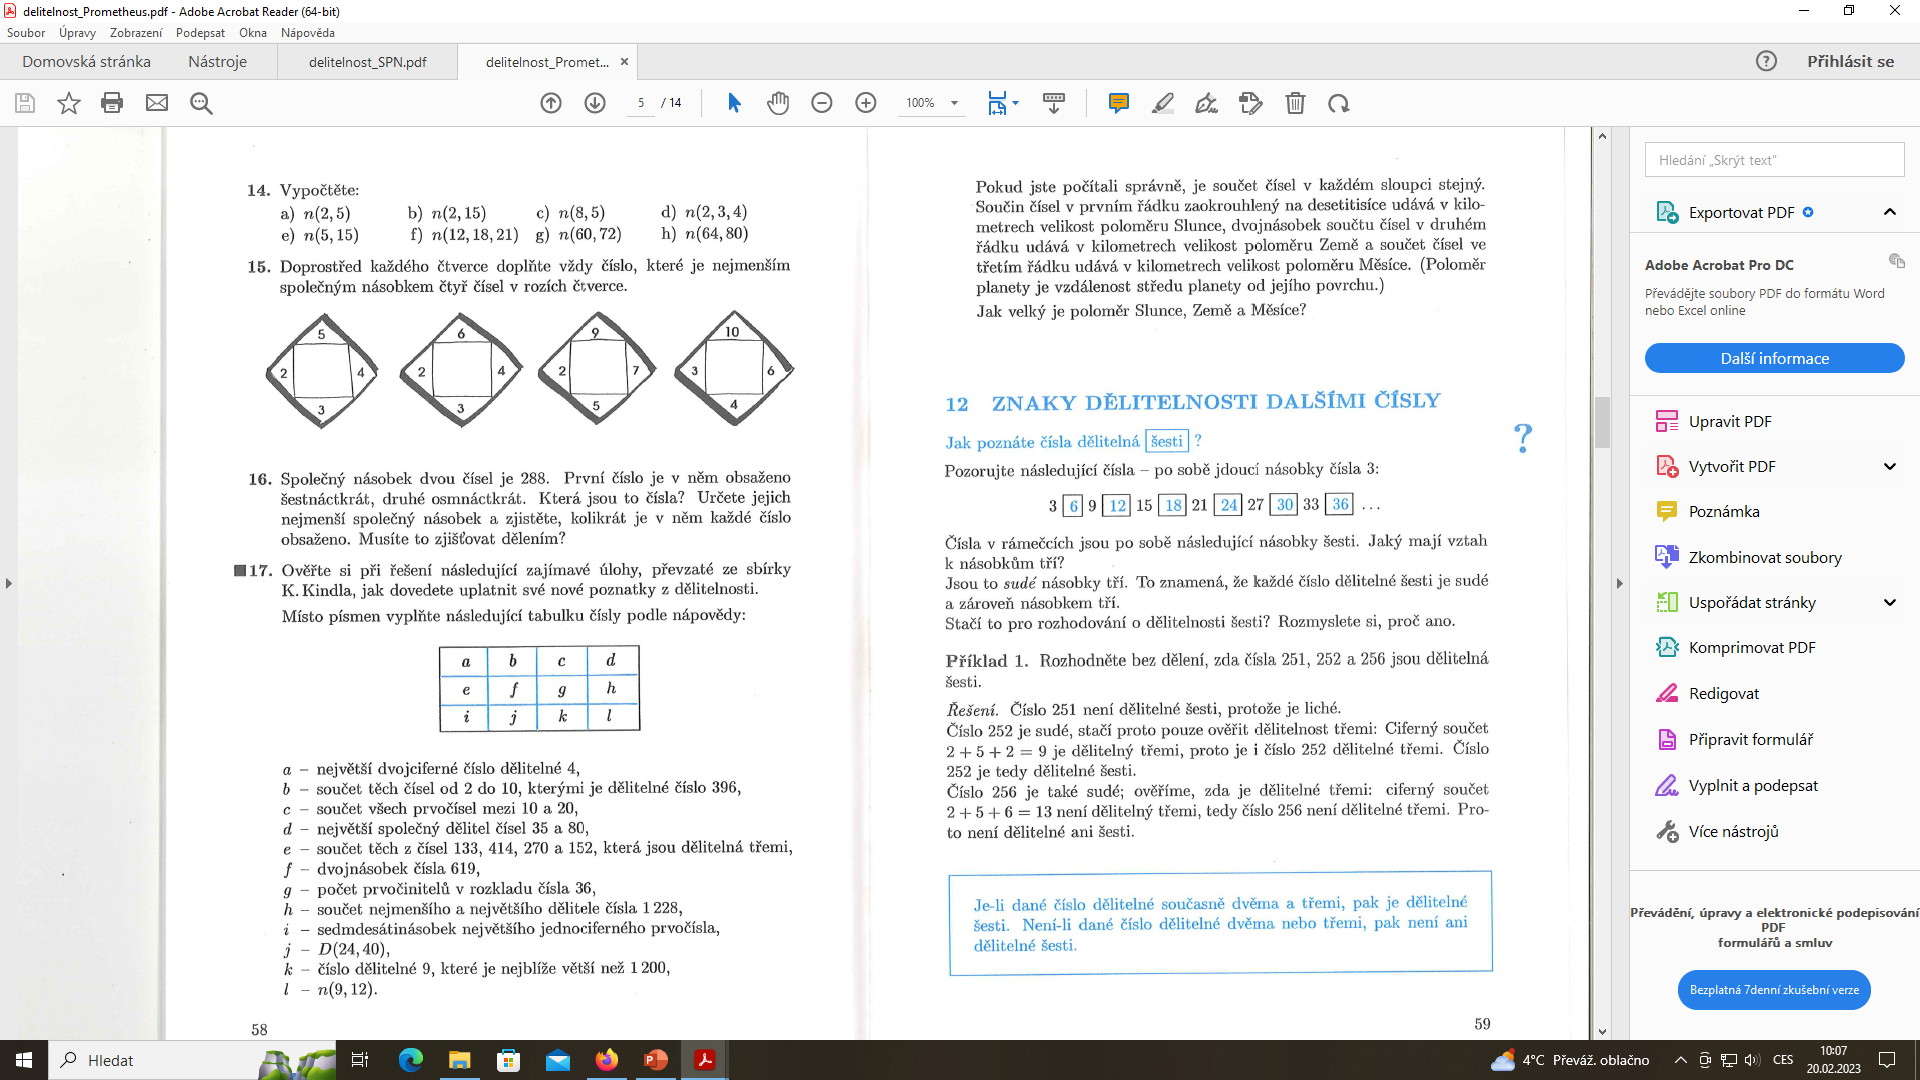 delitelnost_Prometheus.pdf - Adobe Acrobat Reader (64-bit)
Soubor Úpravy Zobrazení Podepsat Okna Nápověda
Domovská stránka Nástroje delitelnost_SPN.pdf delitelnost_Promet... ×
Přihlásit se
5 / 14 100%
14. Vypočtěte:
a) n(2, 5) b) n(2, 15) c) n(8, 5) d) n(2, 3, 4)
e) n(5, 15) f) n(12, 18, 21) g) n(60, 72) h) n(64, 80)
15. Doprostřed každého čtverce doplňte vždy číslo, které je nejmenším
společným násobkem čtyř čísel v rozích čtverce.
5 6 9 10
2 4 2 4 2 7 3 6
3 3 5 4
16. Společný násobek dvou čísel je 288. První číslo je v něm obsaženo
šestnáctkrát, druhé osmnáctkrát. Která jsou to čísla? Určete jejich
nejmenší společný násobek a zjistěte, kolikrát je v něm každé číslo
obsaženo. Musíte to zjišťovat dělením?
17. Ověřte si při řešení následující zajímavé úlohy, převzaté ze sbírky
K. Kindla, jak dovedete uplatnit své nové poznatky z dělitelnosti.
Místo písmen vyplňte následující tabulku čísly podle nápovědy:
a b c d
e f g h
i j k l
a – největší dvojciferné číslo dělitelné 4,
b – součet těch čísel od 2 do 10, kterými je dělitelné číslo 396,
c – součet všech prvočísel mezi 10 a 20,
d – největší společný dělitel čísel 35 a 80,
e – součet těch z čísel 133, 414, 270 a 152, která jsou dělitelná třemi,
f – dvojnásobek čísla 619,
g – počet prvočinitelů v rozkladu čísla 36,
h – součet nejmenšího a největšího dělitele čísla 1 228,
i – sedmdesátinásobek největšího jednociferného prvočísla,
j – D(24, 40),
k – číslo dělitelné 9, které je nejblíže větší než 1 200,
l – n(9, 12).
58
Pokud jste počítali správně, je součet čísel v každém sloupci stejný.
Součin čísel v prvním řádku zaokrouhlený na desetitisíce udává v kilo-
metrech velikost poloměru Slunce, dvojnásobek součtu čísel v druhém
řádku udává v kilometrech velikost poloměru Země a součet čísel ve
třetím řádku udává v kilometrech velikost poloměru Měsíce. (Poloměr
planety je vzdálenost středu planety od jejího povrchu.)
Jak velký je poloměr Slunce, Země a Měsíce?
12 ZNAKY DĚLITELNOSTI DALŠÍMI ČÍSLY
Jak poznáte čísla dělitelná šesti ?
?
Pozorujte následující čísla – po sobě jdoucí násobky čísla 3:
3 6 9 12 15 18 21 24 27 30 33 36 ...
Čísla v rámečcích jsou po sobě následující násobky šesti. Jaký mají vztah
k násobkům tří?
Jsou to sudé násobky tří. To znamená, že každé číslo dělitelné šesti je sudé
a zároveň násobkem tří.
Stačí to pro rozhodování o dělitelnosti šesti? Rozmyslete si, proč ano.
Příklad 1. Rozhodněte bez dělení, zda čísla 251, 252 a 256 jsou dělitelná
šesti.
Řešení. Číslo 251 není dělitelné šesti, protože je liché.
Číslo 252 je sudé, stačí proto pouze ověřit dělitelnost třemi: Ciferný součet
2 + 5 + 2 = 9 je dělitelný třemi, proto je i číslo 252 dělitelné třemi. Číslo
252 je tedy dělitelné šesti.
Číslo 256 je také sudé; ověříme, zda je dělitelné třemi: ciferný součet
2 + 5 + 6 = 13 není dělitelný třemi, tedy číslo 256 není dělitelné třemi. Pro-
to není dělitelné ani šesti.
Je-li dané číslo dělitelné současně dvěma a třemi, pak je dělitelné
šesti. Není-li dané číslo dělitelné dvěma nebo třemi, pak není ani
dělitelné šesti.
59
Hledání „Skrýt text“
Exportovat PDF
Adobe Acrobat Pro DC
Převádějte soubory PDF do formátu Word
nebo Excel online
Další informace
Upravit PDF
Vytvořit PDF
Poznámka
Zkombinovat soubory
Uspořádat stránky
Komprimovat PDF
Redigovat
Připravit formulář
Vyplnit a podepsat
Více nástrojů
Převádění, úpravy a elektronické podepisování
PDF
formulářů a smluv
Bezplatná 7denní zkušební verze
Hledat
4°C Převáž. oblačno
CES
10:07
20.02.2023